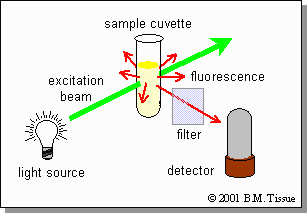 sample cuvette
excitation
beam
fluorescence
filter
light source
detector
© 2001 B.M. Tissue